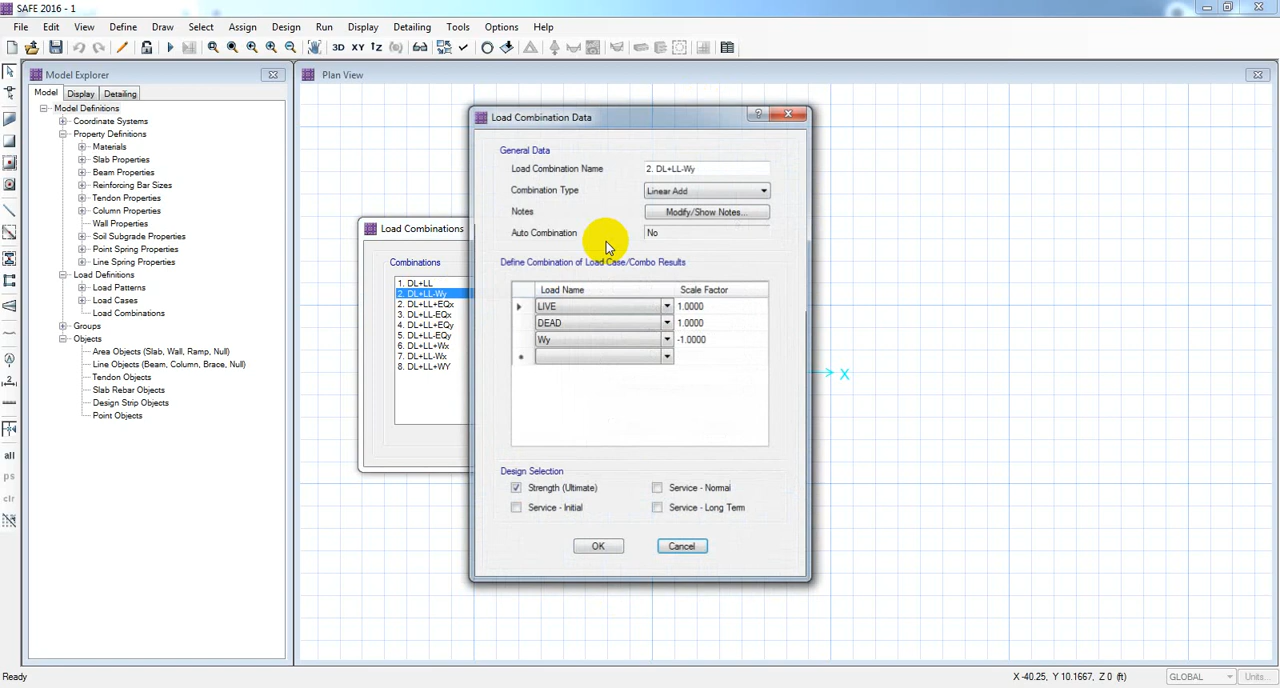 SAFE 2016 - 1
File Edit View Define Draw Select Assign Design Run Display Detailing Tools Options Help
3D XY
Model Explorer
Model Display Detailing
Model Definitions
Coordinate Systems
Property Definitions
Materials
Slab Properties
Beam Properties
Reinforcing Bar Sizes
Tendon Properties
Column Properties
Wall Properties
Soil Subgrade Properties
Point Spring Properties
Line Spring Properties
Load Definitions
Load Patterns
Load Cases
Load Combinations
Groups
Objects
Area Objects (Slab, Wall, Ramp, Null)
Line Objects (Beam, Column, Brace, Null)
Tendon Objects
Slab Rebar Objects
Design Strip Objects
Point Objects
all
ps
clr
Plan View
X
Load Combinations
Combinations
1. DL+LL
2. DL+LL-Wy
2. DL+LL+EQx
3. DL+LL-EQx
4. DL+LL+EQy
5. DL+LL-EQy
6. DL+LL+Wx
7. DL+LL-Wx
8. DL+LL+WY
Load Combination Data
General Data
Load Combination Name 2. DL+LL-Wy
Combination Type Linear Add
Notes Modify/Show Notes...
Auto Combination No
Define Combination of Load Case/Combo Results
Load Name Scale Factor
LIVE 1.0000
DEAD 1.0000
Wy -1.0000
Design Selection
Strength (Ultimate) Service - Normal
Service - Initial Service - Long Term
OK Cancel
Ready X -40.25, Y 10.1667, Z 0 (ft) GLOBAL Units...